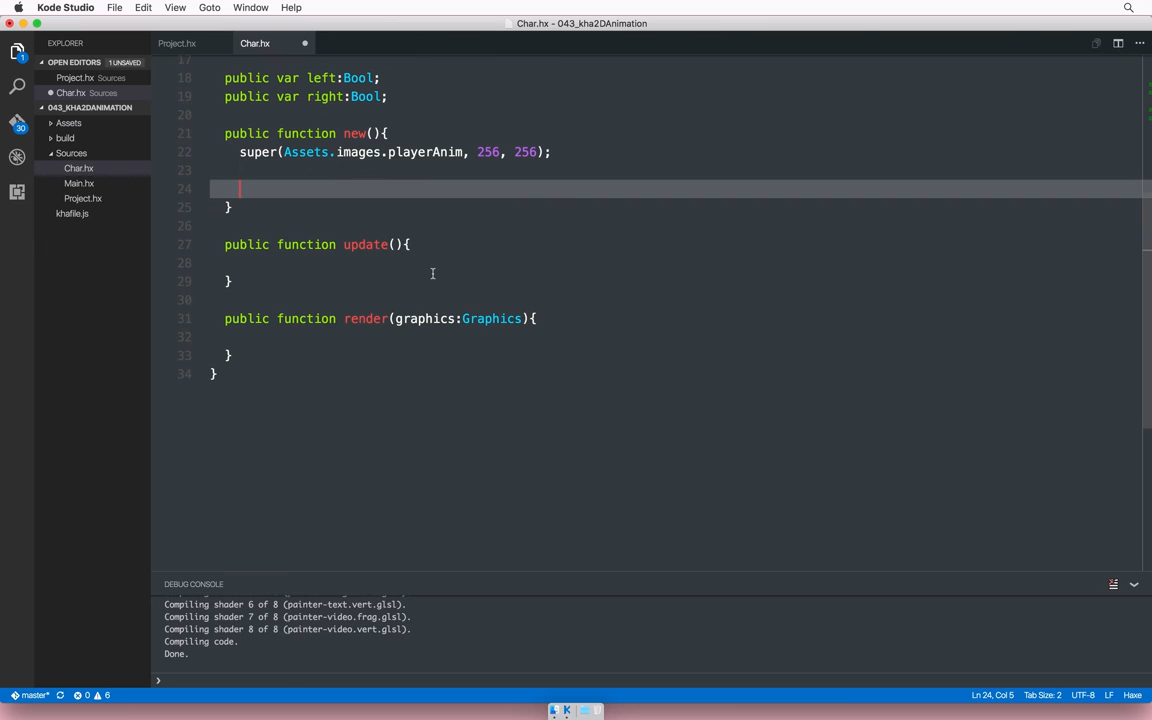 Kode Studio File Edit View Goto Window Help
Char.hx - 043_kha2DAnimation
EXPLORER
Project.hx
Char.hx
OPEN EDITORS 1 UNSAVED
Project.hx Sources
Char.hx Sources
043_KHA2DANIMATION
Assets
build
Sources
Char.hx
Main.hx
Project.hx
khafile.js
1
30
17
18 public var left:Bool;
19 public var right:Bool;
20
21 public function new(){
22 super(Assets.images.playerAnim, 256, 256);
23
24
25 }
26
27 public function update(){
28
29 }
30
31 public function render(graphics:Graphics){
32
33 }
34 }
DEBUG CONSOLE
Compiling shader 6 of 8 (painter-text.vert.glsl).
Compiling shader 7 of 8 (painter-video.frag.glsl).
Compiling shader 8 of 8 (painter-video.vert.glsl).
Compiling code.
Done.
master* 0 6 Ln 24, Col 5 Tab Size: 2 UTF-8 LF Haxe